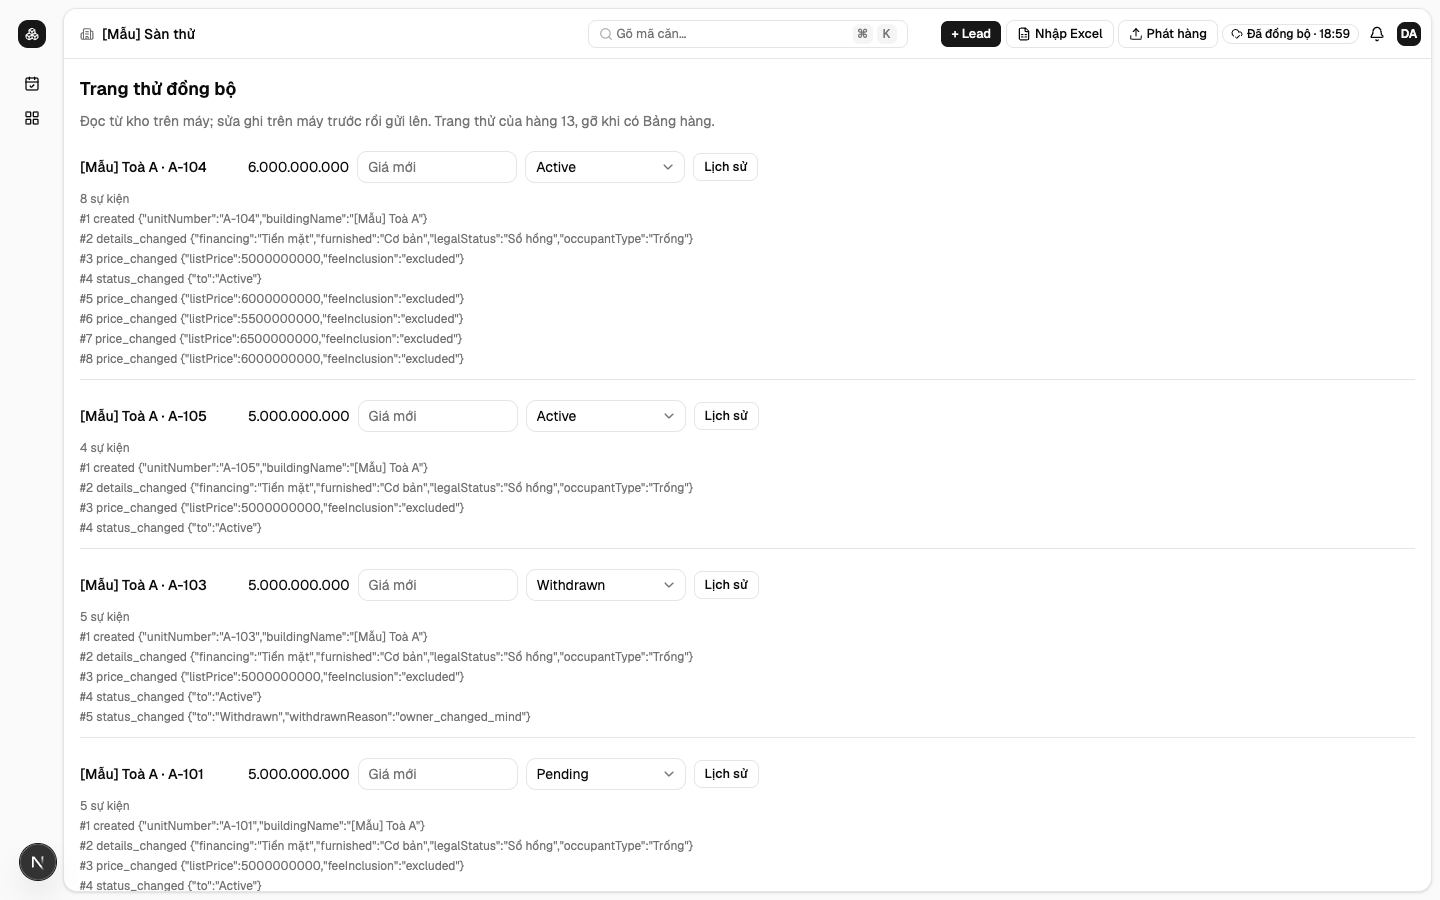 [Mẫu] Sàn thử
Gõ mã căn...
⌘ K
+ Lead
Nhập Excel
Phát hàng
Đã đồng bộ · 18:59
DA
Trang thử đồng bộ
Đọc từ kho trên máy; sửa ghi trên máy trước rồi gửi lên. Trang thử của hàng 13, gỡ khi có Bảng hàng.
[Mẫu] Toà A · A-104 6.000.000.000 Giá mới Active Lịch sử
8 sự kiện
#1 created {"unitNumber":"A-104","buildingName":"[Mẫu] Toà A"}
#2 details_changed {"financing":"Tiền mặt","furnished":"Cơ bản","legalStatus":"Sổ hồng","occupantType":"Trống"}
#3 price_changed {"listPrice":5000000000,"feeInclusion":"excluded"}
#4 status_changed {"to":"Active"}
#5 price_changed {"listPrice":6000000000,"feeInclusion":"excluded"}
#6 price_changed {"listPrice":5500000000,"feeInclusion":"excluded"}
#7 price_changed {"listPrice":6500000000,"feeInclusion":"excluded"}
#8 price_changed {"listPrice":6000000000,"feeInclusion":"excluded"}
[Mẫu] Toà A · A-105 5.000.000.000 Giá mới Active Lịch sử
4 sự kiện
#1 created {"unitNumber":"A-105","buildingName":"[Mẫu] Toà A"}
#2 details_changed {"financing":"Tiền mặt","furnished":"Cơ bản","legalStatus":"Sổ hồng","occupantType":"Trống"}
#3 price_changed {"listPrice":5000000000,"feeInclusion":"excluded"}
#4 status_changed {"to":"Active"}
[Mẫu] Toà A · A-103 5.000.000.000 Giá mới Withdrawn Lịch sử
5 sự kiện
#1 created {"unitNumber":"A-103","buildingName":"[Mẫu] Toà A"}
#2 details_changed {"financing":"Tiền mặt","furnished":"Cơ bản","legalStatus":"Sổ hồng","occupantType":"Trống"}
#3 price_changed {"listPrice":5000000000,"feeInclusion":"excluded"}
#4 status_changed {"to":"Active"}
#5 status_changed {"to":"Withdrawn","withdrawnReason":"owner_changed_mind"}
[Mẫu] Toà A · A-101 5.000.000.000 Giá mới Pending Lịch sử
5 sự kiện
#1 created {"unitNumber":"A-101","buildingName":"[Mẫu] Toà A"}
#2 details_changed {"financing":"Tiền mặt","furnished":"Cơ bản","legalStatus":"Sổ hồng","occupantType":"Trống"}
#3 price_changed {"listPrice":5000000000,"feeInclusion":"excluded"}
#4 status_changed {"to":"Active"}
N